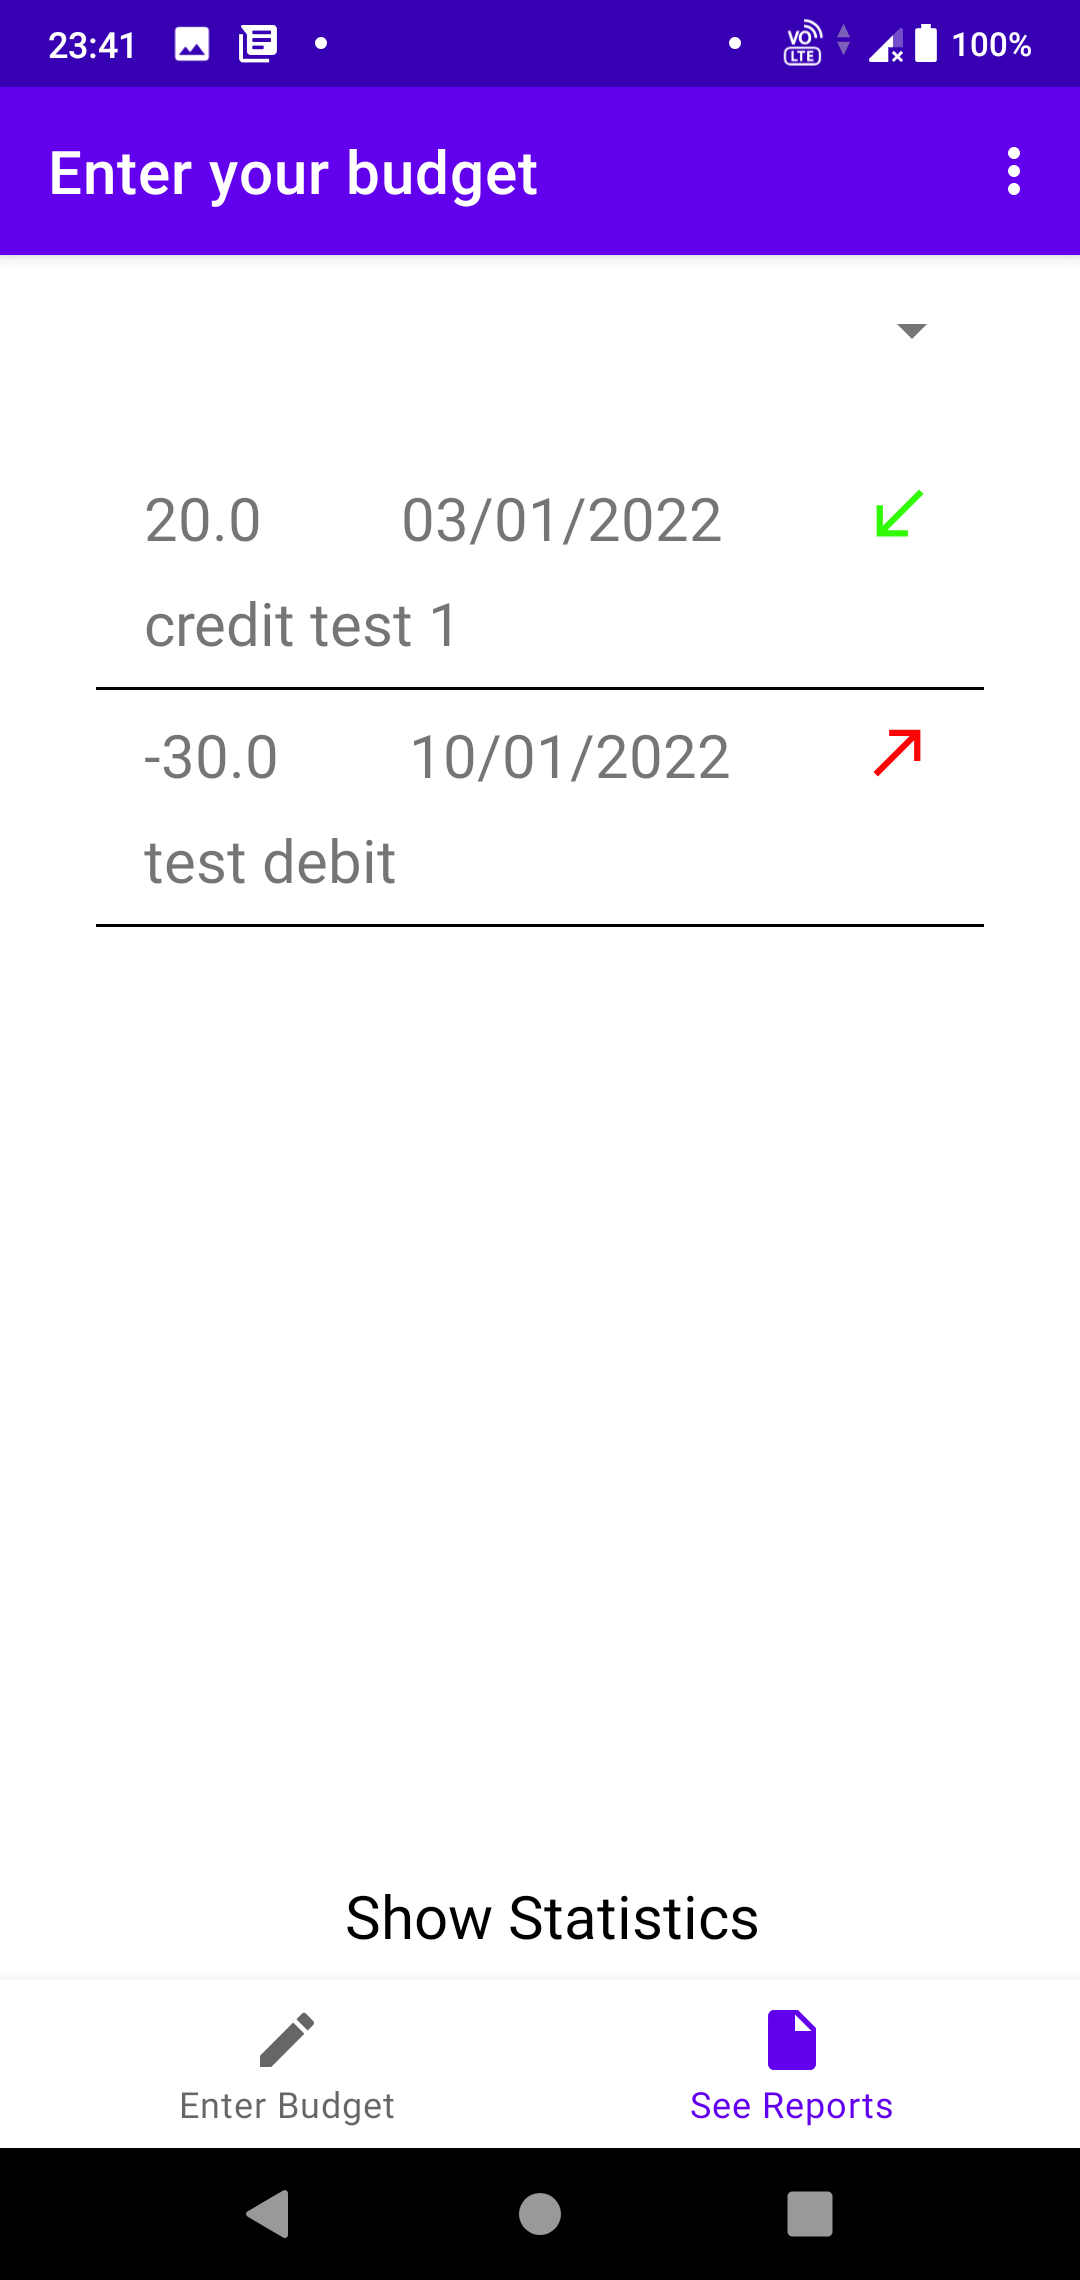 23:41 VO LTE 100%
Enter your budget
20.0 03/01/2022
credit test 1
-30.0 10/01/2022
test debit
Show Statistics
Enter Budget See Reports